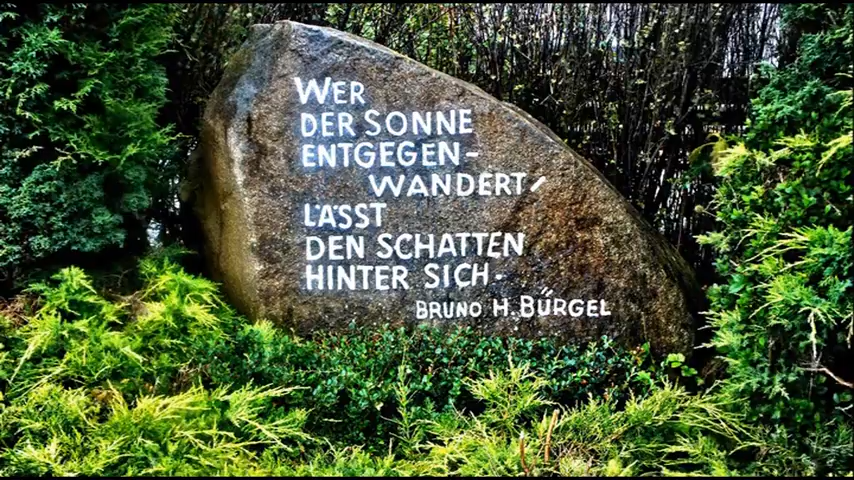 WER
DER SONNE
ENTGEGEN-
WANDERT/
LÄSST
DEN SCHATTEN
HINTER SICH-
BRUNO H. BÜRGEL